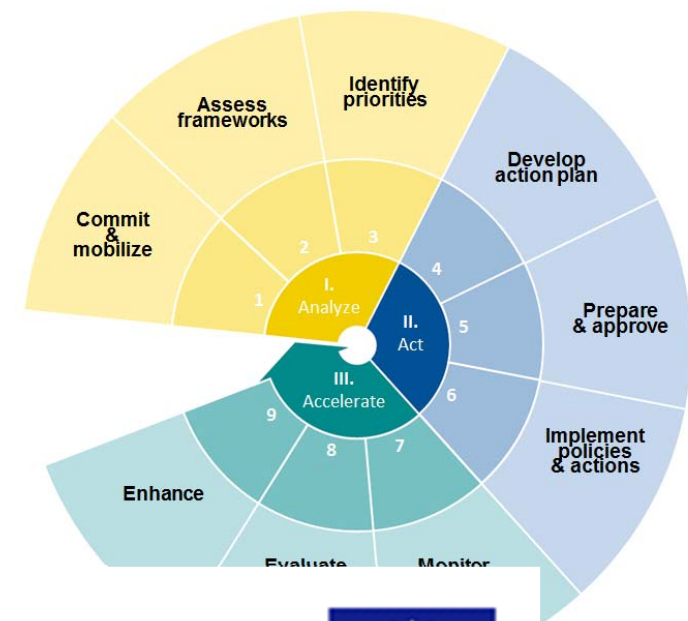 Identify
priorities
Assess
frameworks
Develop
action plan
Commit
&
mobilize
3
2
4
1
I.
Analyze
II.
Act
5
Prepare
& approve
III.
Accelerate
6
9
8
7
Implement
policies
& actions
Enhance
Evaluate
Monitor